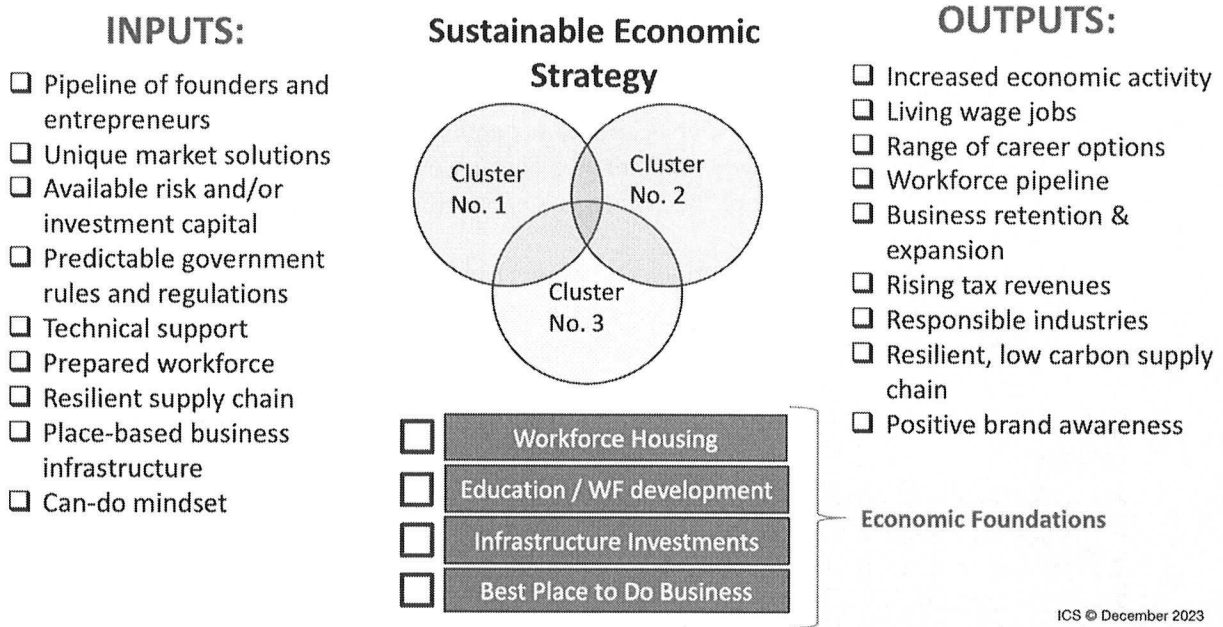 INPUTS:
❑ Pipeline of founders and
entrepreneurs
❑ Unique market solutions
❑ Available risk and/or
investment capital
❑ Predictable government
rules and regulations
❑ Technical support
❑ Prepared workforce
❑ Resilient supply chain
❑ Place-based business
infrastructure
❑ Can-do mindset
Sustainable Economic
Strategy
Cluster
No. 1
Cluster
No. 2
Cluster
No. 3
Workforce Housing
Education / WF development
Infrastructure Investments
Best Place to Do Business
Economic Foundations
OUTPUTS:
❑ Increased economic activity
❑ Living wage jobs
❑ Range of career options
❑ Workforce pipeline
❑ Business retention &
expansion
❑ Rising tax revenues
❑ Responsible industries
❑ Resilient, low carbon supply
chain
❑ Positive brand awareness
ICS © December 2023